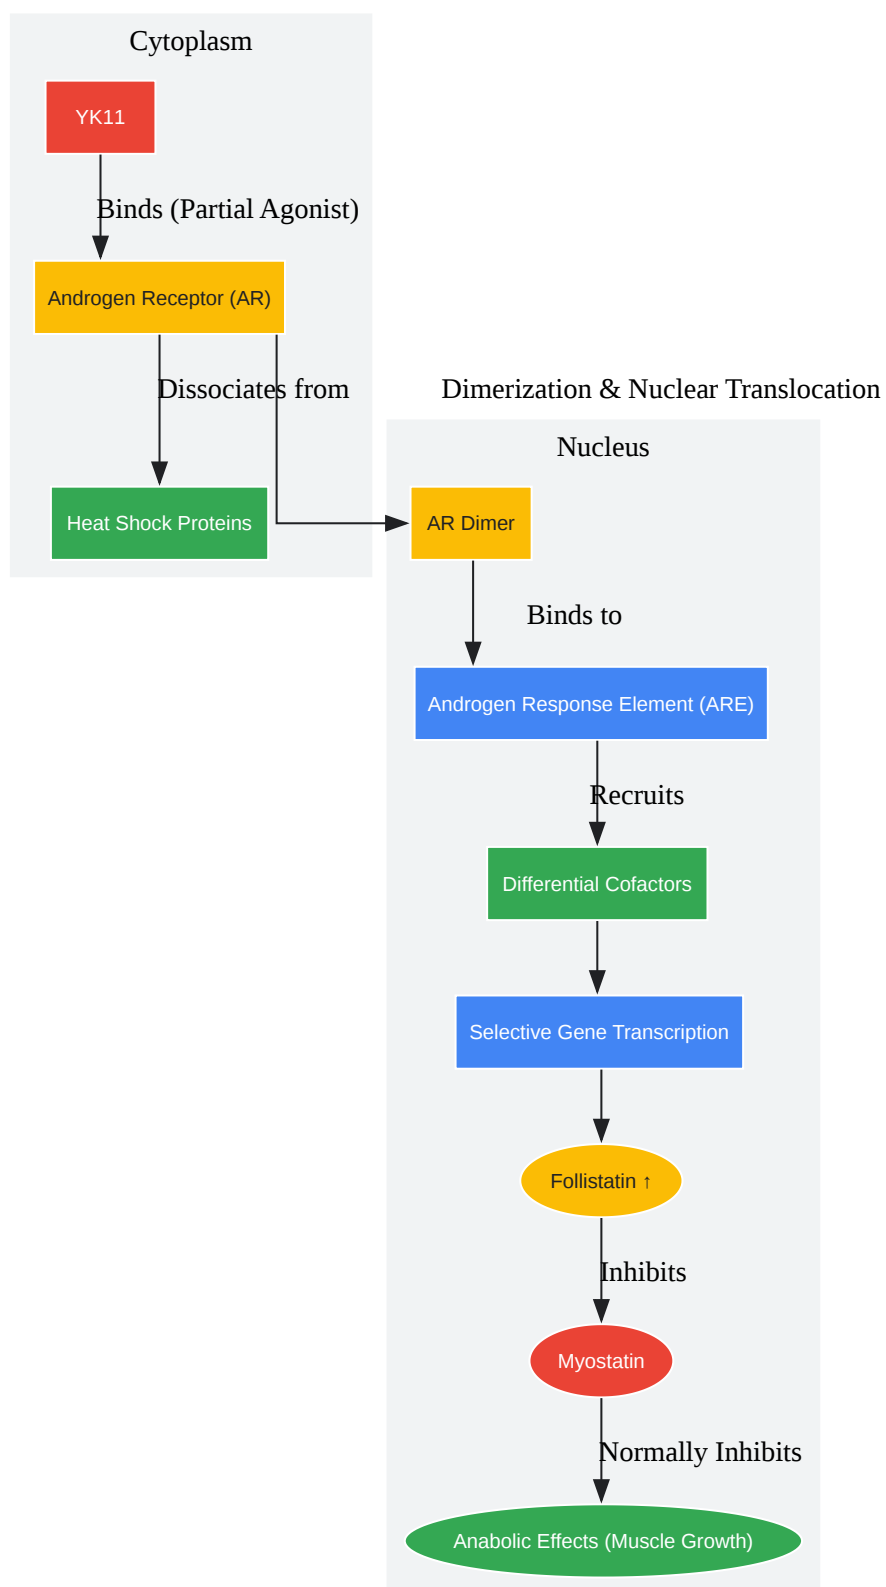 Cytoplasm
YK11
Binds (Partial Agonist)
Androgen Receptor (AR)
Dissociates from
Heat Shock Proteins
Dimerization & Nuclear Translocation
Nucleus
AR Dimer
Binds to
Androgen Response Element (ARE)
Recruits
Differential Cofactors
Selective Gene Transcription
Follistatin ↑
Inhibits
Myostatin
Normally Inhibits
Anabolic Effects (Muscle Growth)